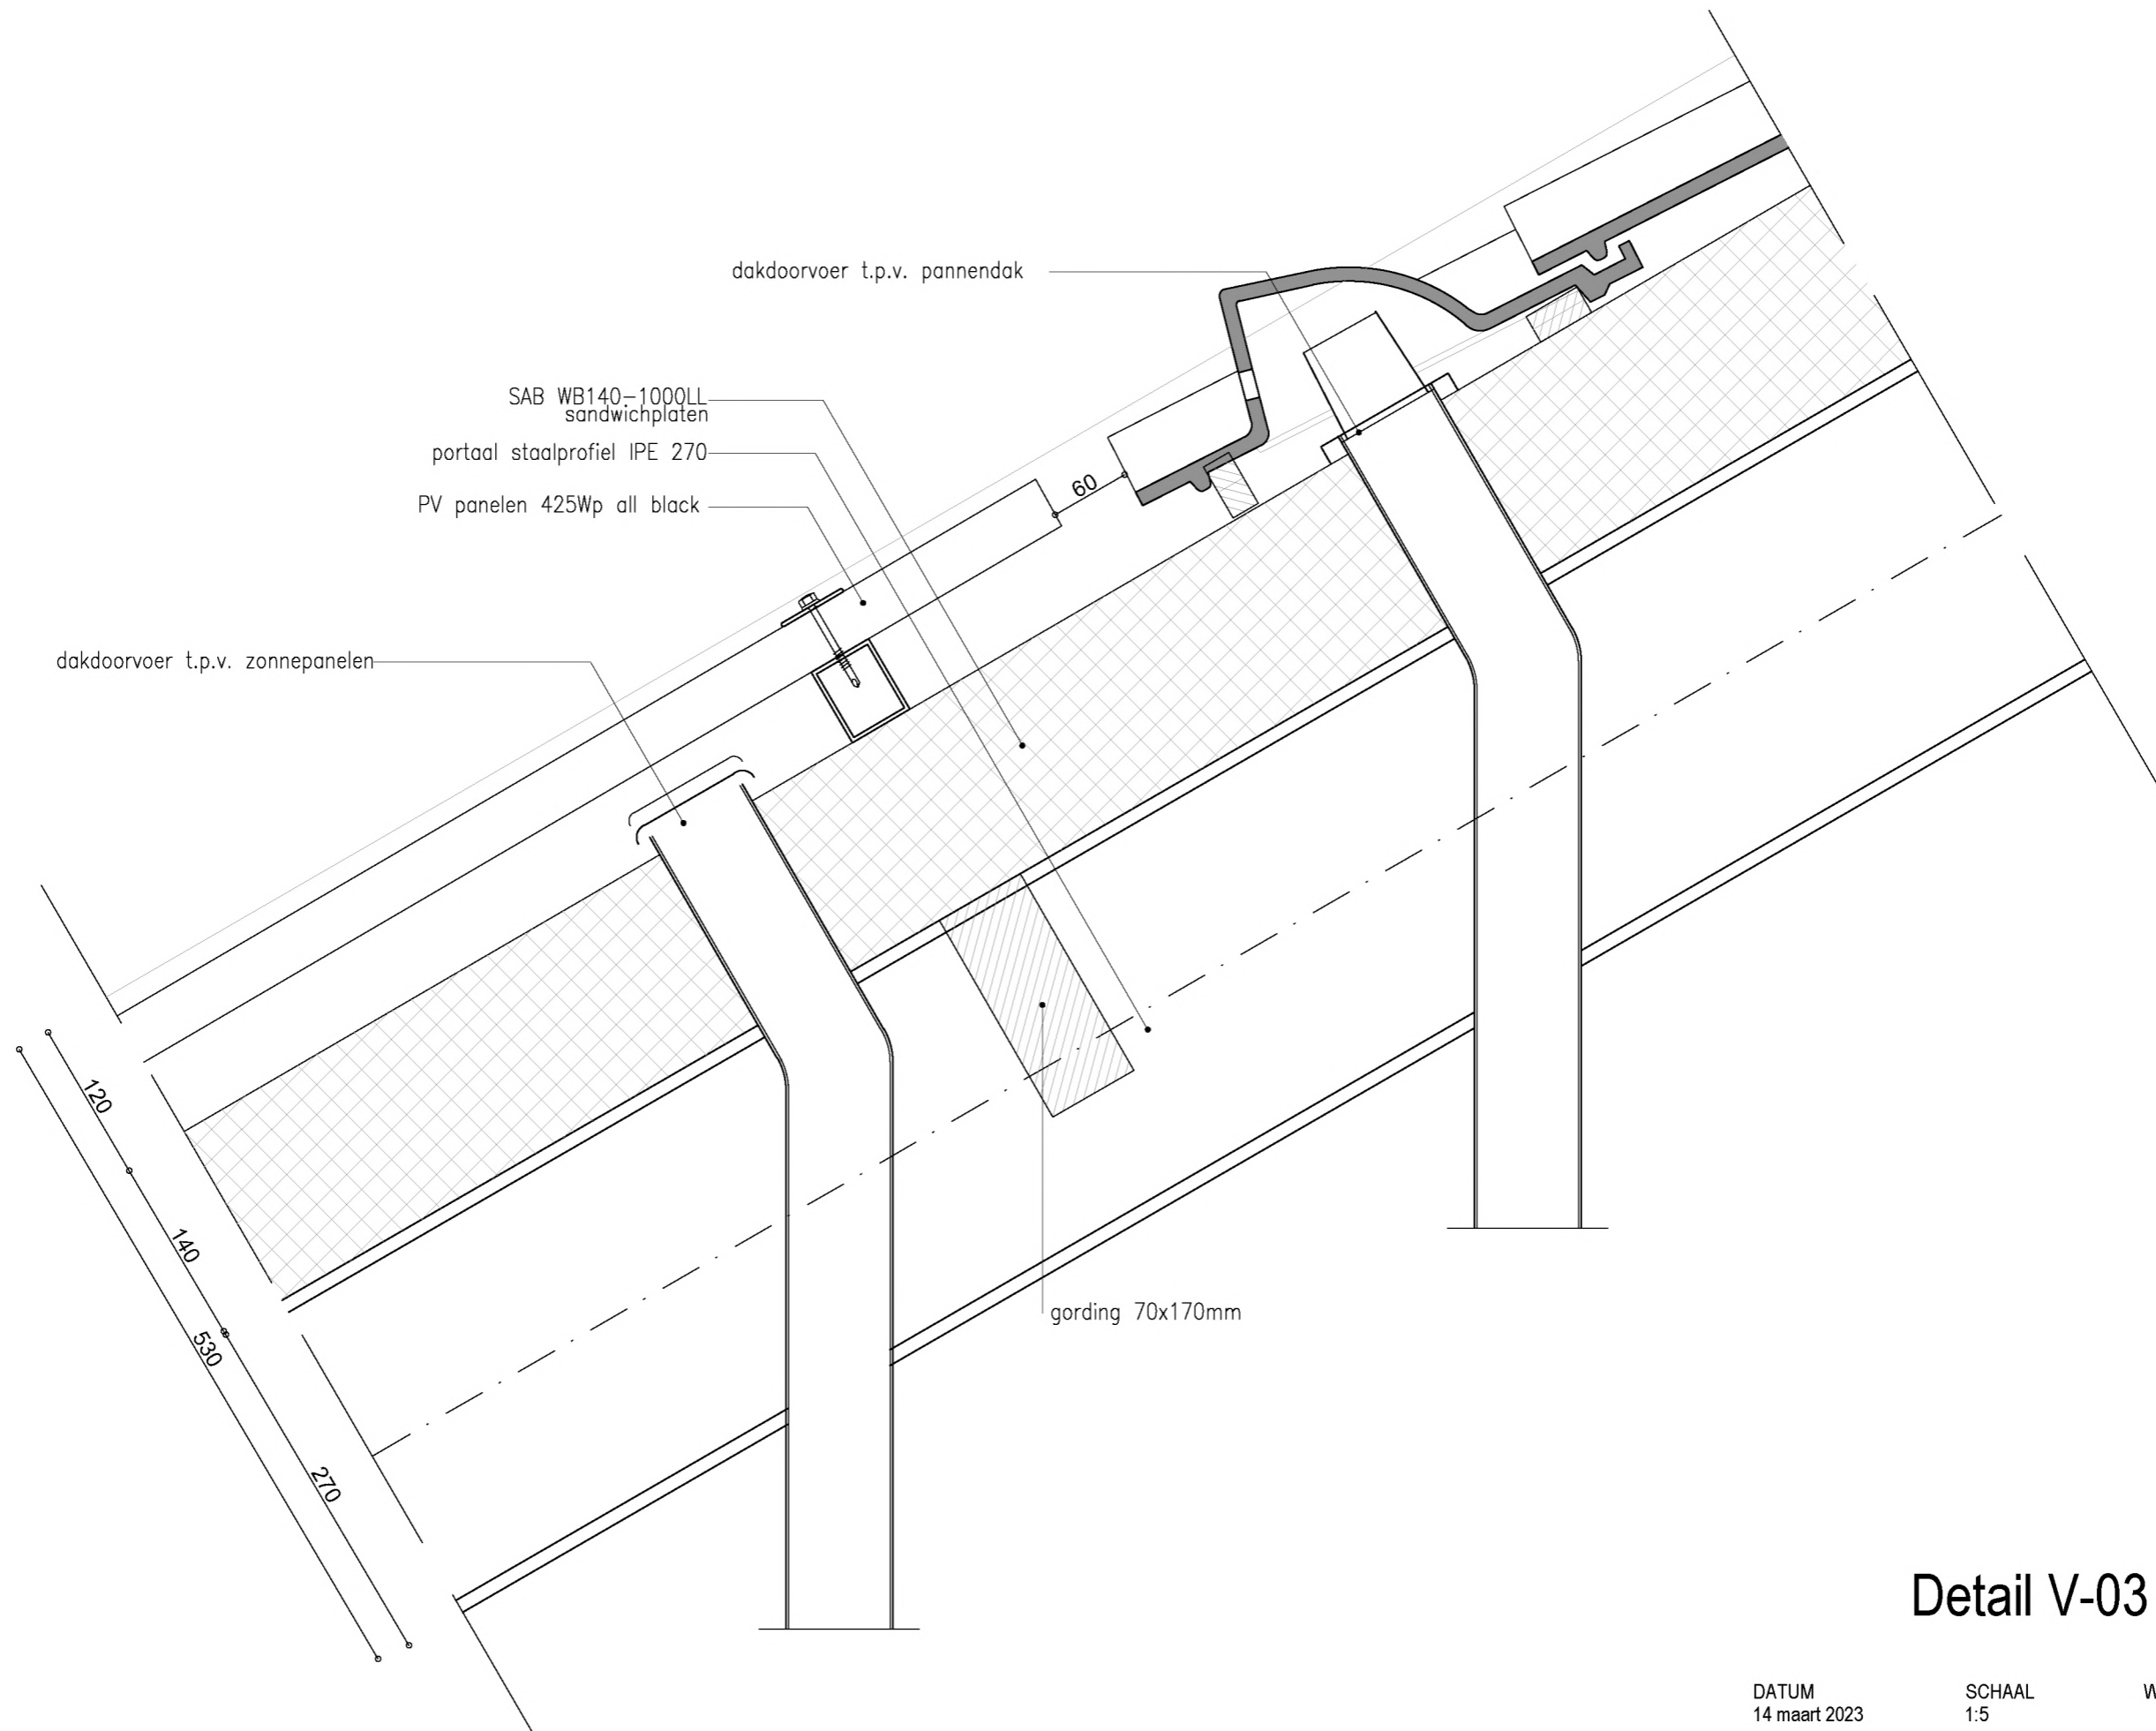 dakdoorvoer t.p.v. pannendak
SAB WB140-1000LL
sandwichplaten
portaal staalprofiel IPE 270
60
PV panelen 425Wp all black
dakdoorvoer t.p.v. zonnepanelen
120
140
530
gording 70x170mm
270
Detail V-03
DATUM SCHAAL W
14 maart 2023 1:5